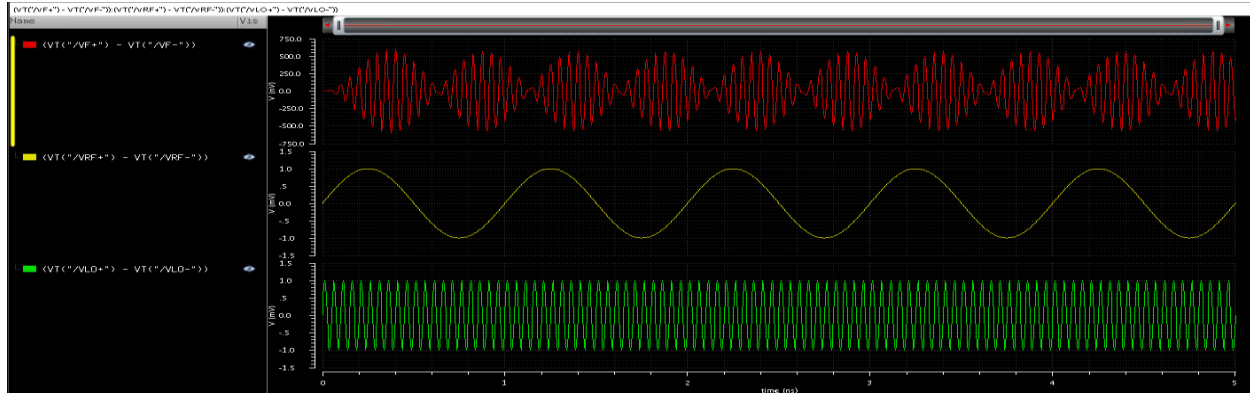 (VT("/VF+") - VT("/VF-")):(VT("/VRF+") - VT("/VRF-")):(VT("/VLO+") - VT("/VLO-"))
Name Vis
(VT("/VF+") - VT("/VF-"))
750.0
500.0
250.0
0.0
-250.0
-500.0
-750.0
V (mV)
(VT("/VRF+") - VT("/VRF-"))
1.5
1.0
.5
0.0
-.5
-1.0
-1.5
V (mV)
(VT("/VLO+") - VT("/VLO-"))
1.5
1.0
.5
0.0
-.5
-1.0
-1.5
V (mV)
0 1 2 3 4 5
time (ns)